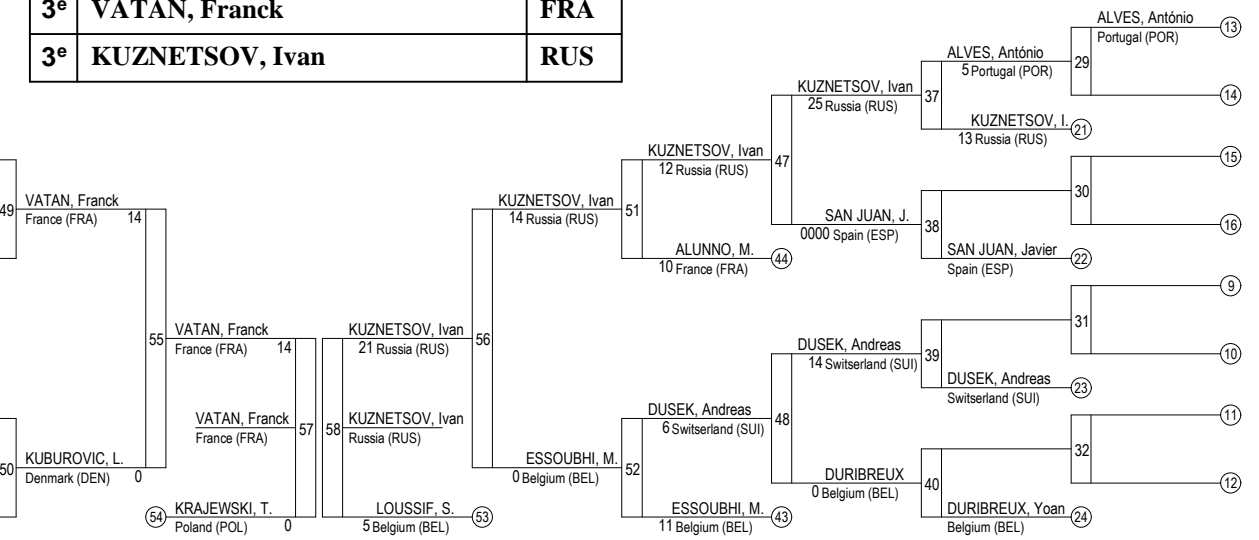 3e VATAN, Franck FRA
3e KUZNETSOV, Ivan RUS
ALVES, António
13
Portugal (POR)
29
14
ALVES, António
5 Portugal (POR)
37
KUZNETSOV, I.
21
13 Russia (RUS)
KUZNETSOV, Ivan
25 Russia (RUS)
47
15
30
16
38
SAN JUAN, J.
0000 Spain (ESP)
SAN JUAN, Javier
22
Spain (ESP)
KUZNETSOV, Ivan
12 Russia (RUS)
51
ALUNNO, M.
44
10 France (FRA)
KUZNETSOV, Ivan
14 Russia (RUS)
56
9
31
10
DUSEK, Andreas
14 Switzerland (SUI)
39
DUSEK, Andreas
23
Switzerland (SUI)
48
DUSEK, Andreas
6 Switzerland (SUI)
11
32
12
DURIBREUX
0 Belgium (BEL)
40
DURIBREUX, Yoan
24
Belgium (BEL)
ESSOUBHI, M.
0 Belgium (BEL)
52
ESSOUBHI, M.
43
11 Belgium (BEL)
49
VATAN, Franck
France (FRA) 14
55
50
KUBUROVIC, L.
Denmark (DEN) 0
VATAN, Franck
France (FRA) 14
VATAN, Franck
France (FRA)
57
54
KRAJEWSKI, T.
Poland (POL) 0
KUZNETSOV, Ivan
21 Russia (RUS)
58
KUZNETSOV, Ivan
Russia (RUS)
LOUSSIF, S.
53
5 Belgium (BEL)